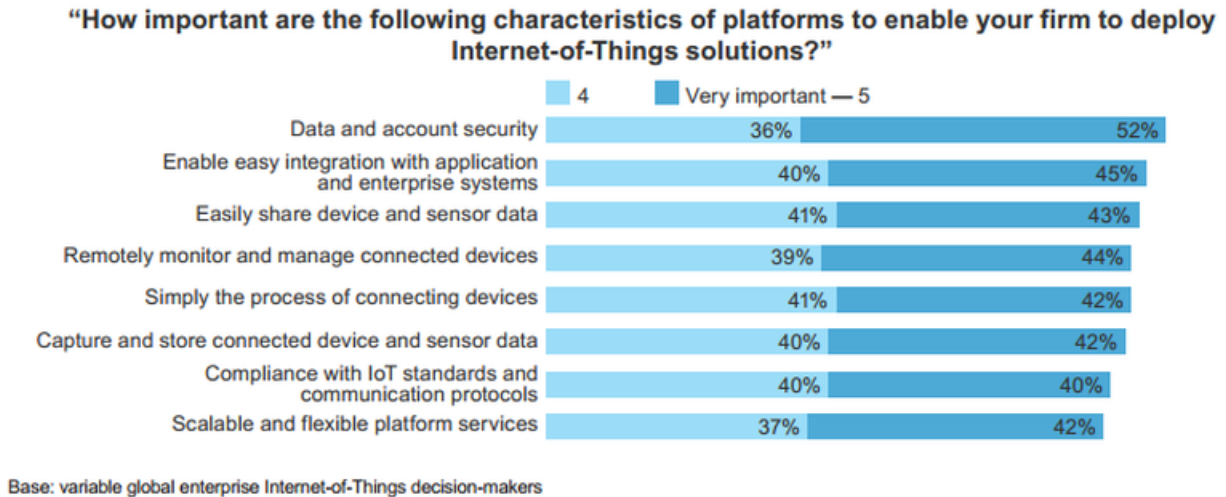 “How important are the following characteristics of platforms to enable your firm to deploy
Internet-of-Things solutions?”
4 Very important — 5
Data and account security 36% 52%
Enable easy integration with application
and enterprise systems 40% 45%
Easily share device and sensor data 41% 43%
Remotely monitor and manage connected devices 39% 44%
Simply the process of connecting devices 41% 42%
Capture and store connected device and sensor data 40% 42%
Compliance with IoT standards and
communication protocols 40% 40%
Scalable and flexible platform services 37% 42%
Base: variable global enterprise Internet-of-Things decision-makers